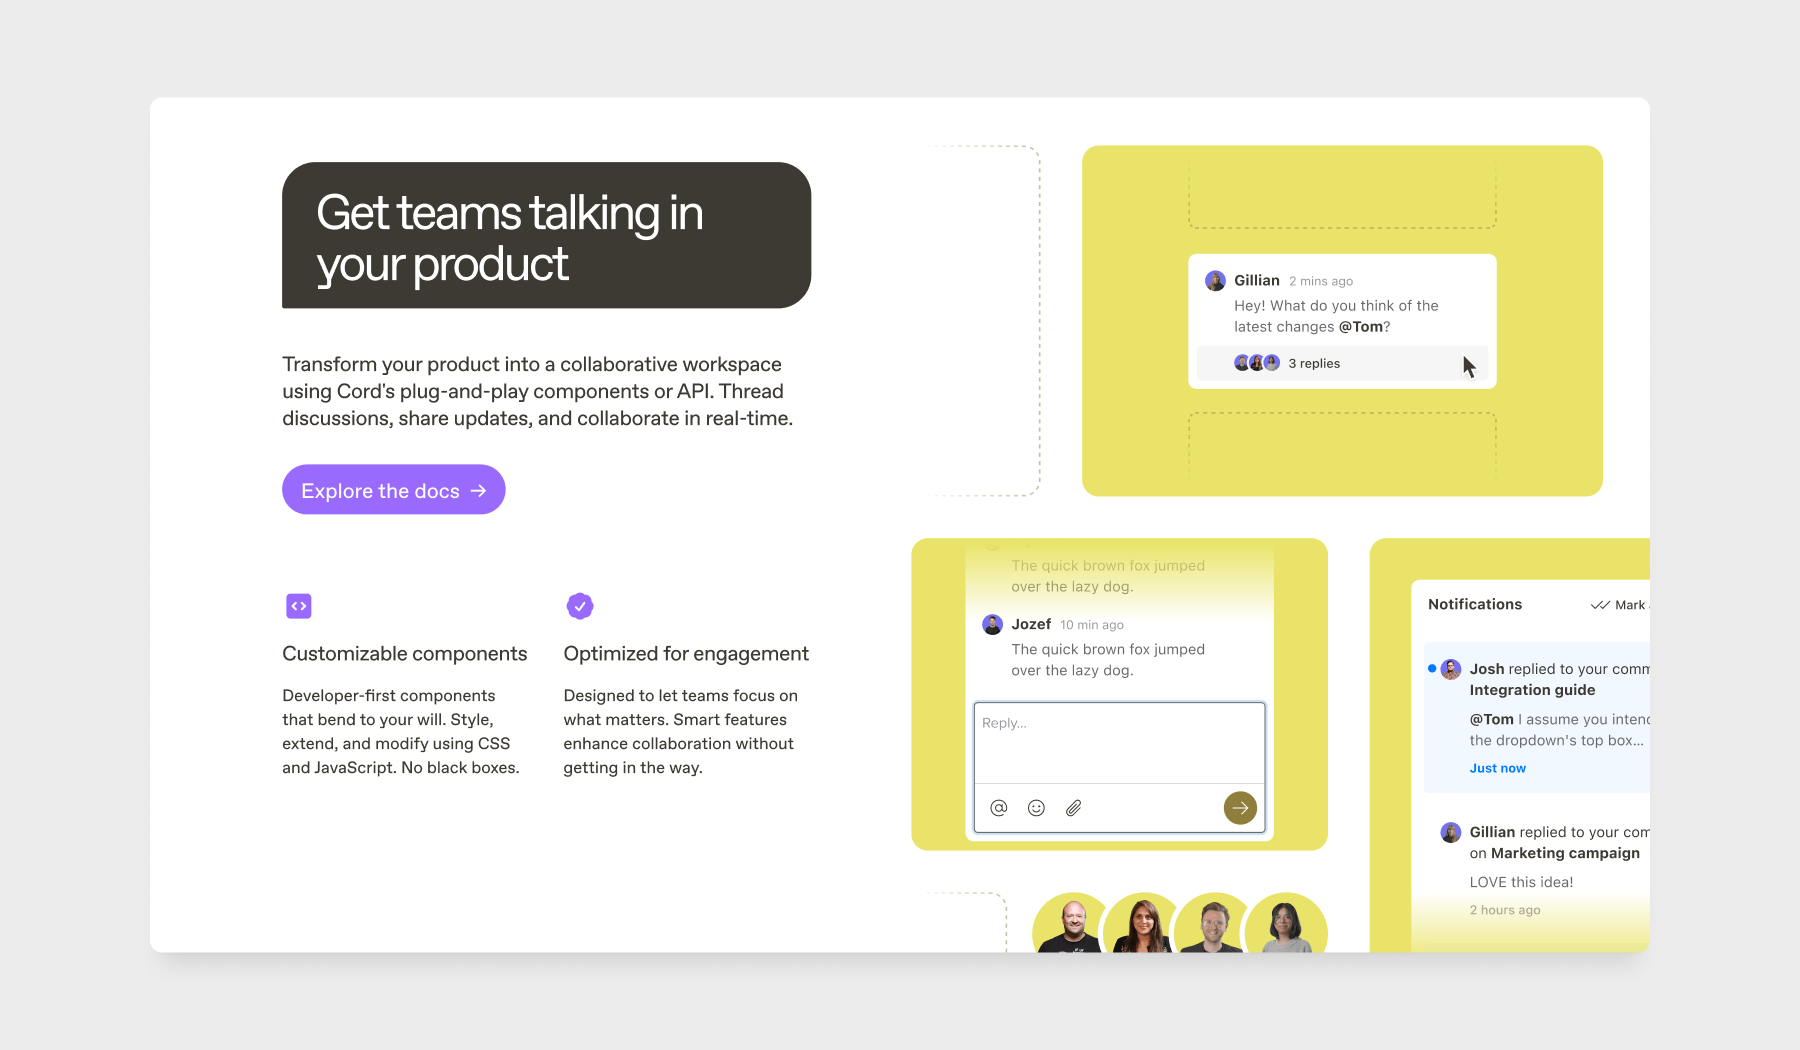 Get teams talking in
your product
Transform your product into a collaborative workspace
using Cord's plug-and-play components or API. Thread
discussions, share updates, and collaborate in real-time.
Explore the docs →
Customizable components
Developer-first components
that bend to your will. Style,
extend, and modify using CSS
and JavaScript. No black boxes.
Optimized for engagement
Designed to let teams focus on
what matters. Smart features
enhance collaboration without
getting in the way.
Gillian 2 mins ago
Hey! What do you think of the
latest changes @Tom?
3 replies
The quick brown fox jumped
over the lazy dog.
Jozef 10 min ago
The quick brown fox jumped
over the lazy dog.
Reply...
Notifications
Mark
Josh replied to your comm
Integration guide
@Tom I assume you intenc
the dropdown's top box...
Just now
Gillian replied to your com
on Marketing campaign
LOVE this idea!
2 hours ago